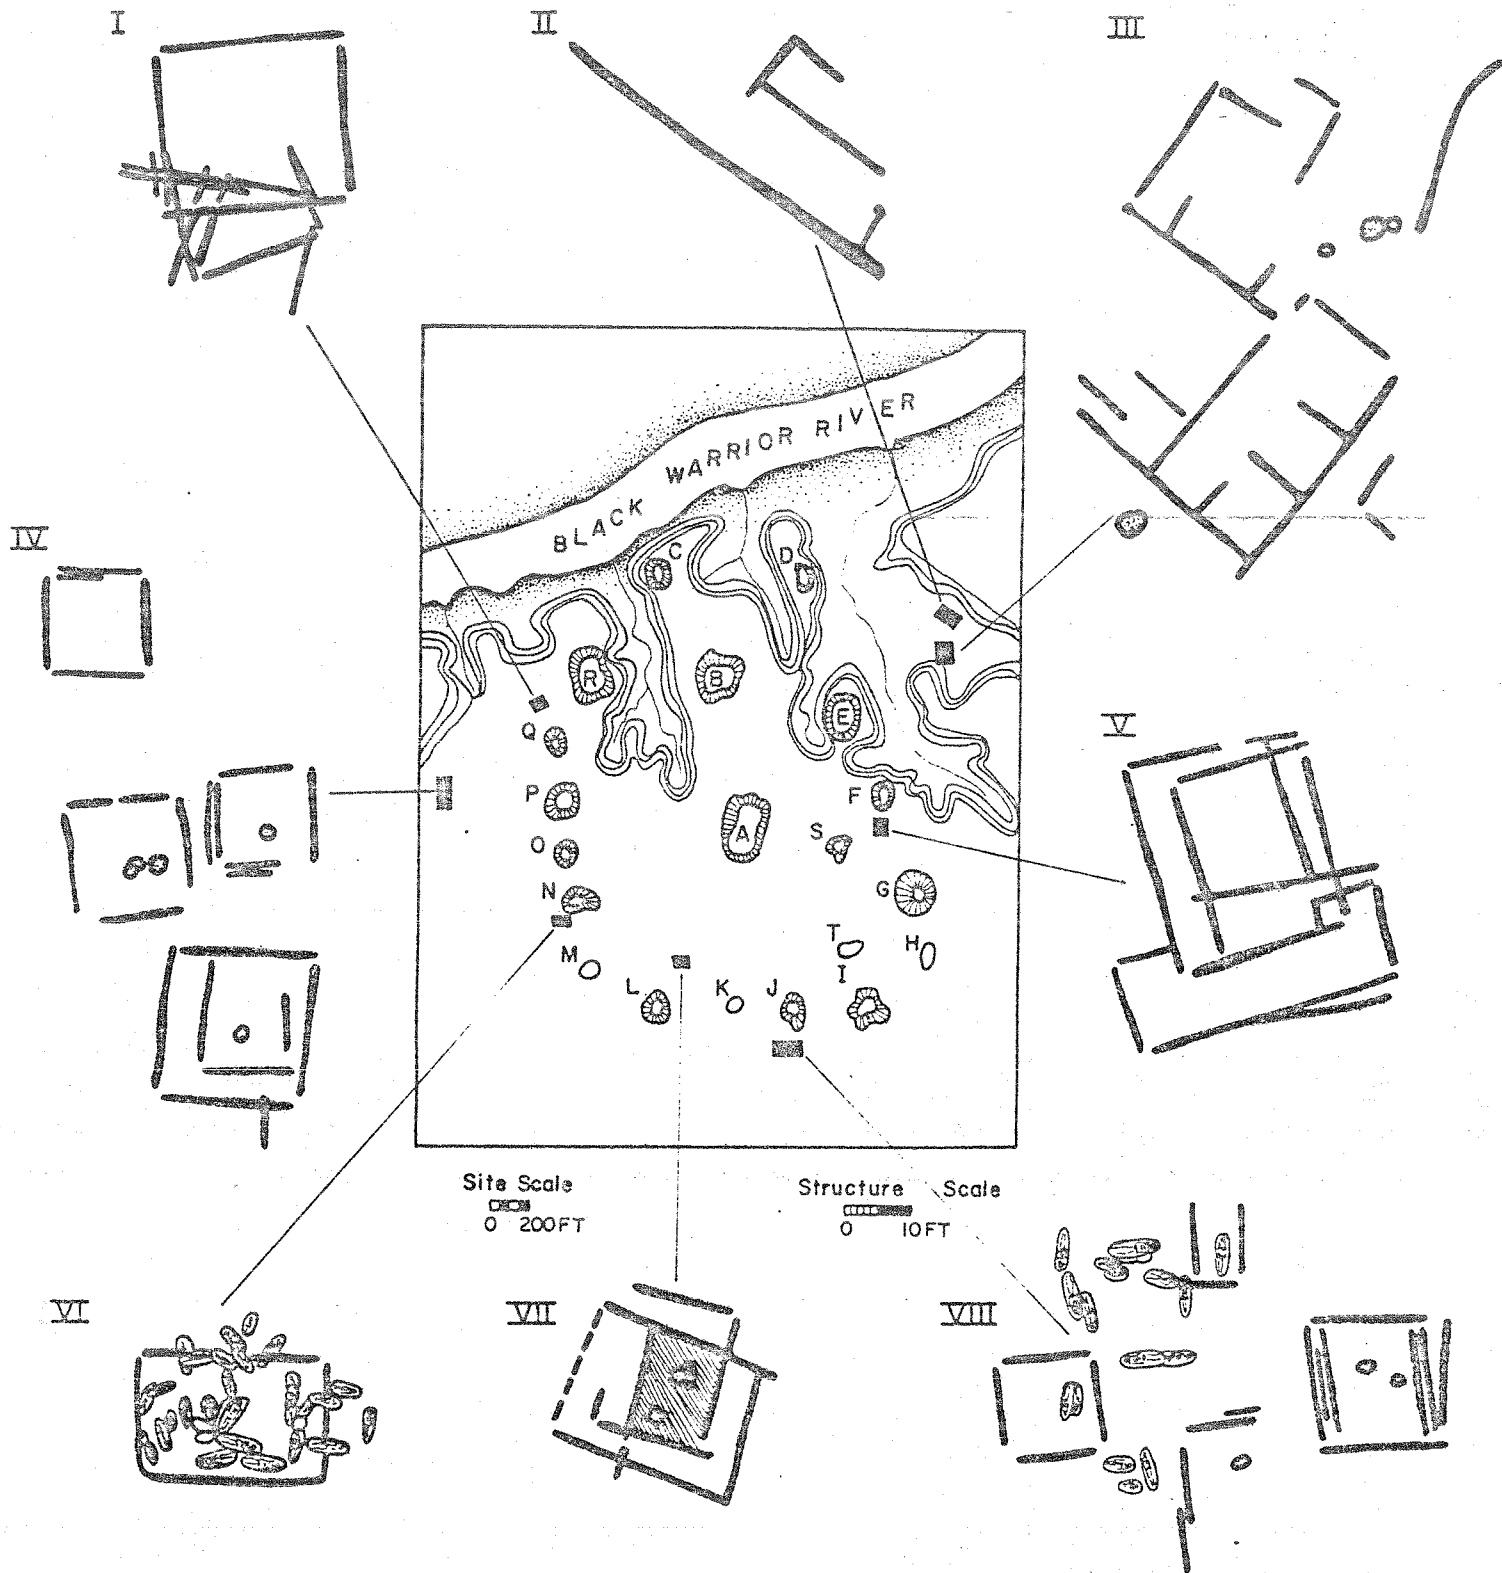 I
II
III
BLACK WARRIOR RIVER
IV
C
D
R
B
E
Q
V
P
F
A
S
O
N
G
T
H
M
I
L
K
J
Site Scale
0 200FT
Structure Scale
0 10FT
VI
VII
VIII